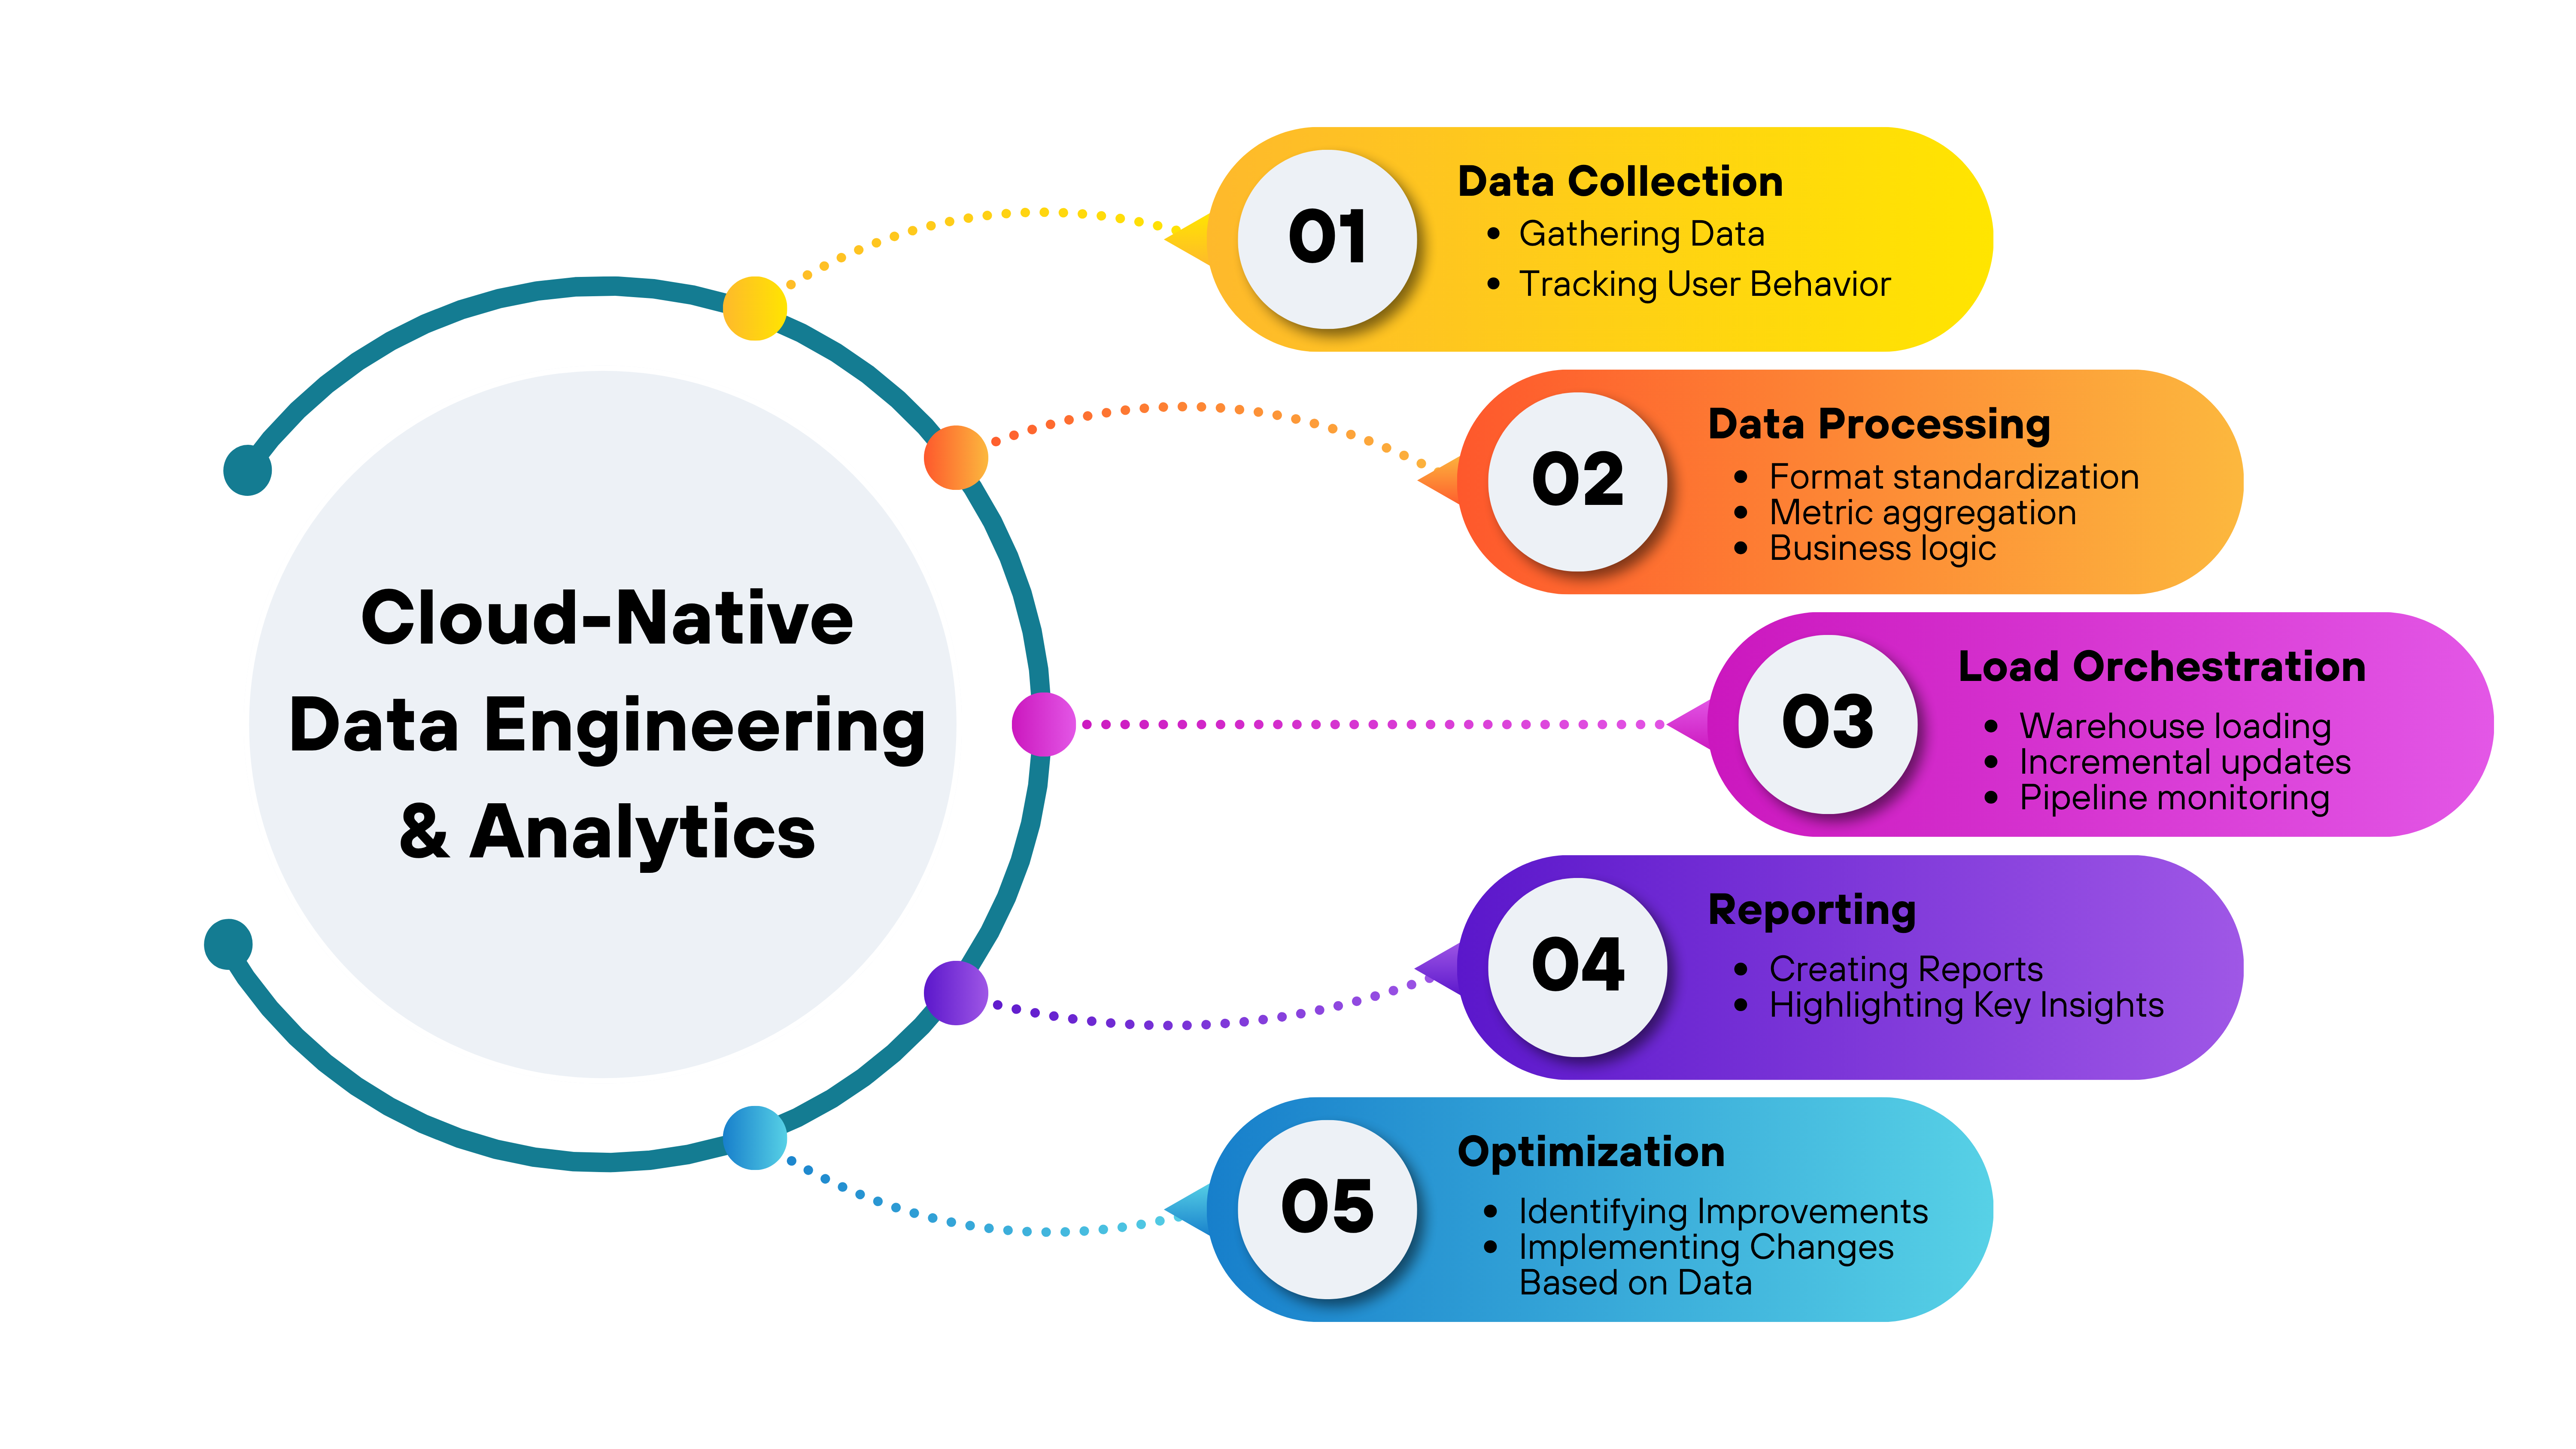 Cloud-Native
Data Engineering
& Analytics
01
Data Collection
• Gathering Data
• Tracking User Behavior
02
Data Processing
• Format standardization
• Metric aggregation
• Business logic
03
Load Orchestration
• Warehouse loading
• Incremental updates
• Pipeline monitoring
04
Reporting
• Creating Reports
• Highlighting Key Insights
05
Optimization
• Identifying Improvements
• Implementing Changes
Based on Data